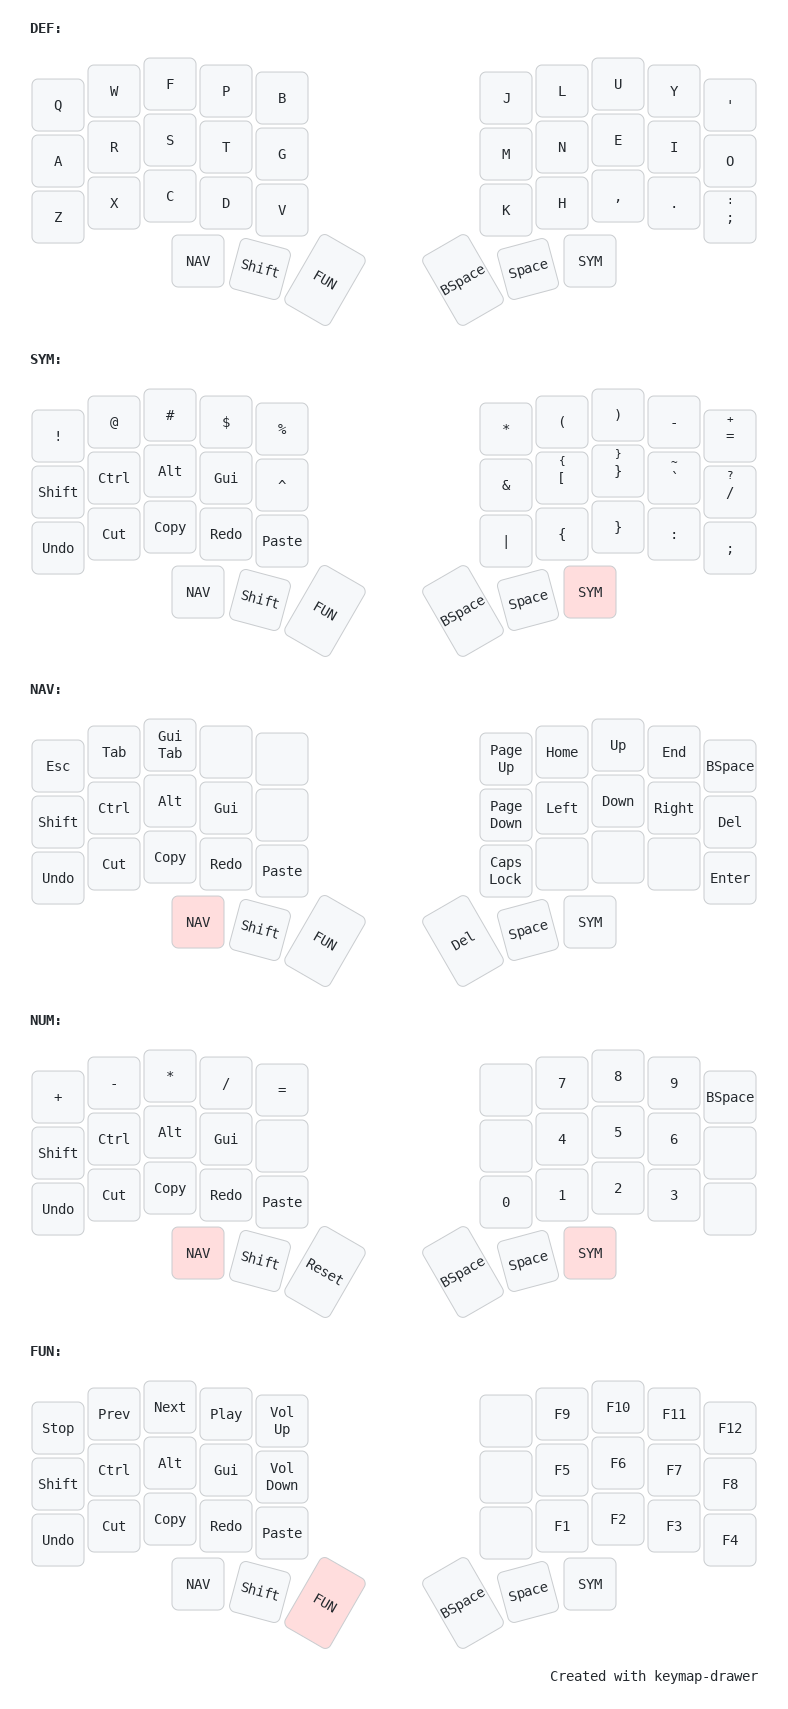 DEF:
Q W F P B J L U Y '
A R S T G M N E I O
Z X C D V K H , . : ;
NAV Shift FUN BSpace Space SYM
SYM:
! @ # $ % * ( ) - + =
Shift Ctrl Alt Gui ^ & { [ } } ~ ` ? /
Undo Cut Copy Redo Paste | { } : ;
NAV Shift FUN BSpace Space SYM
NAV:
Esc Tab Gui Tab Page Up Home Up End BSpace
Shift Ctrl Alt Gui Page Down Left Down Right Del
Undo Cut Copy Redo Paste Caps Lock Enter
NAV Shift FUN Del Space SYM
NUM:
+ - * / = 7 8 9 BSpace
Shift Ctrl Alt Gui 4 5 6
Undo Cut Copy Redo Paste 0 1 2 3
NAV Shift Reset BSpace Space SYM
FUN:
Stop Prev Next Play Vol Up F9 F10 F11 F12
Shift Ctrl Alt Gui Vol Down F5 F6 F7 F8
Undo Cut Copy Redo Paste F1 F2 F3 F4
NAV Shift FUN BSpace Space SYM
Created with keymap-drawer